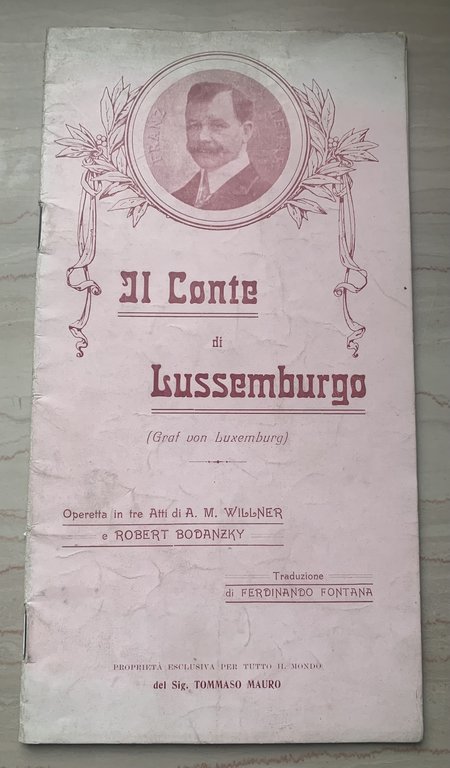 FRANZ LEHÁR
Il Conte
di
Lussemburgo
(Graf von Luxemburg)
Operetta in tre Atti di A. M. WILLNER
e ROBERT BODANZKY
Traduzione
di FERDINANDO FONTANA
PROPRIETÀ ESCLUSIVA PER TUTTO IL MONDO
del Sig. TOMMASO MAURO